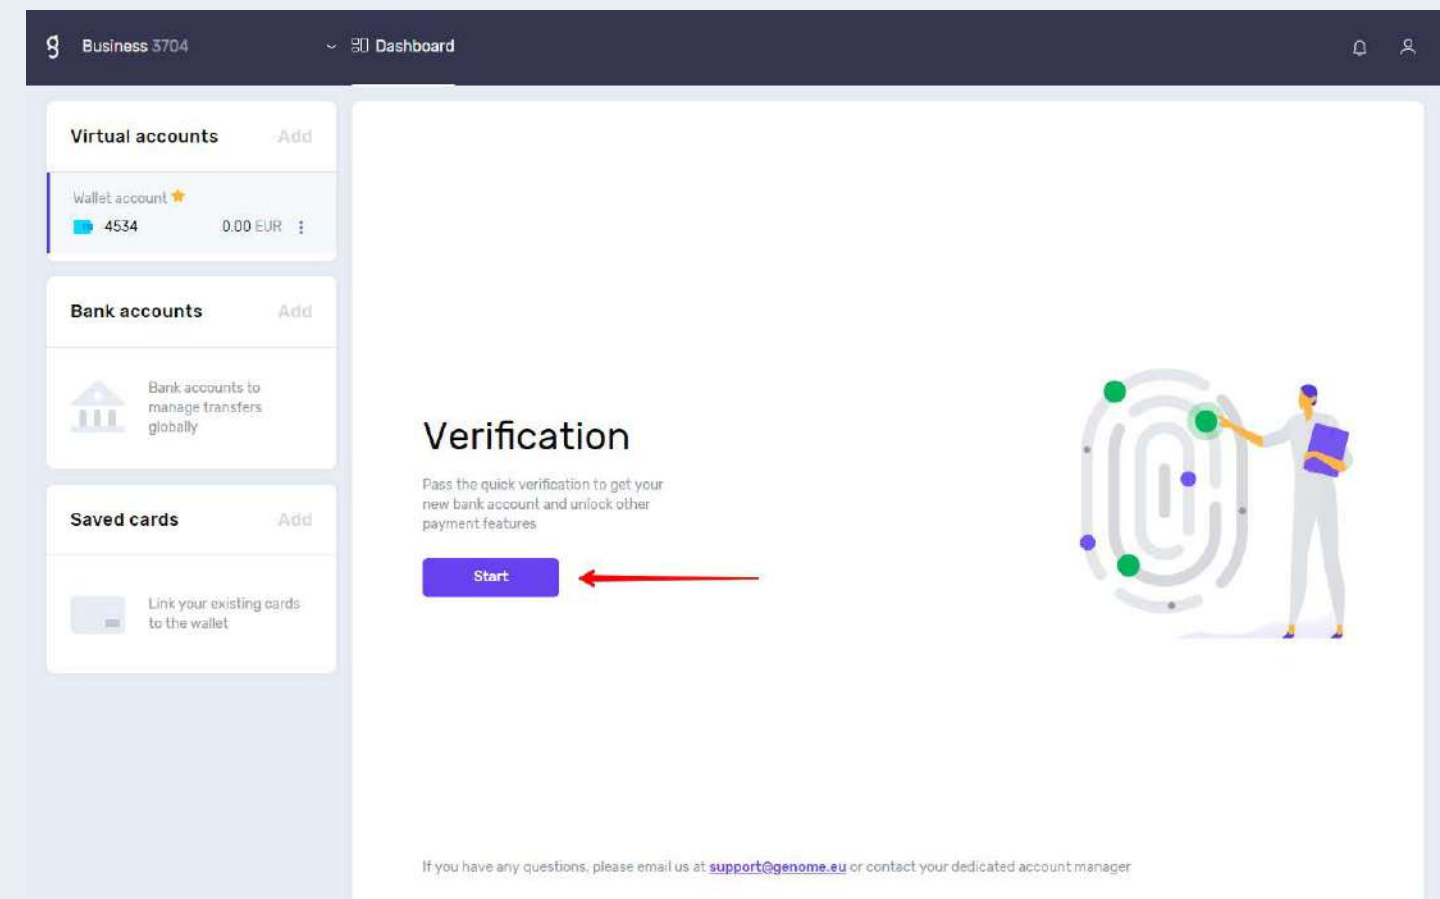 Business 3704
Dashboard
Virtual accounts Add
Wallet account
4534 0.00 EUR
Bank accounts Add
Bank accounts to
manage transfers
globally
Saved cards Add
Link your existing cards
to the wallet
Verification
Pass the quick verification to get your
new bank account and unlock other
payment features
Start
If you have any questions, please email us at support@genome.eu or contact your dedicated account manager